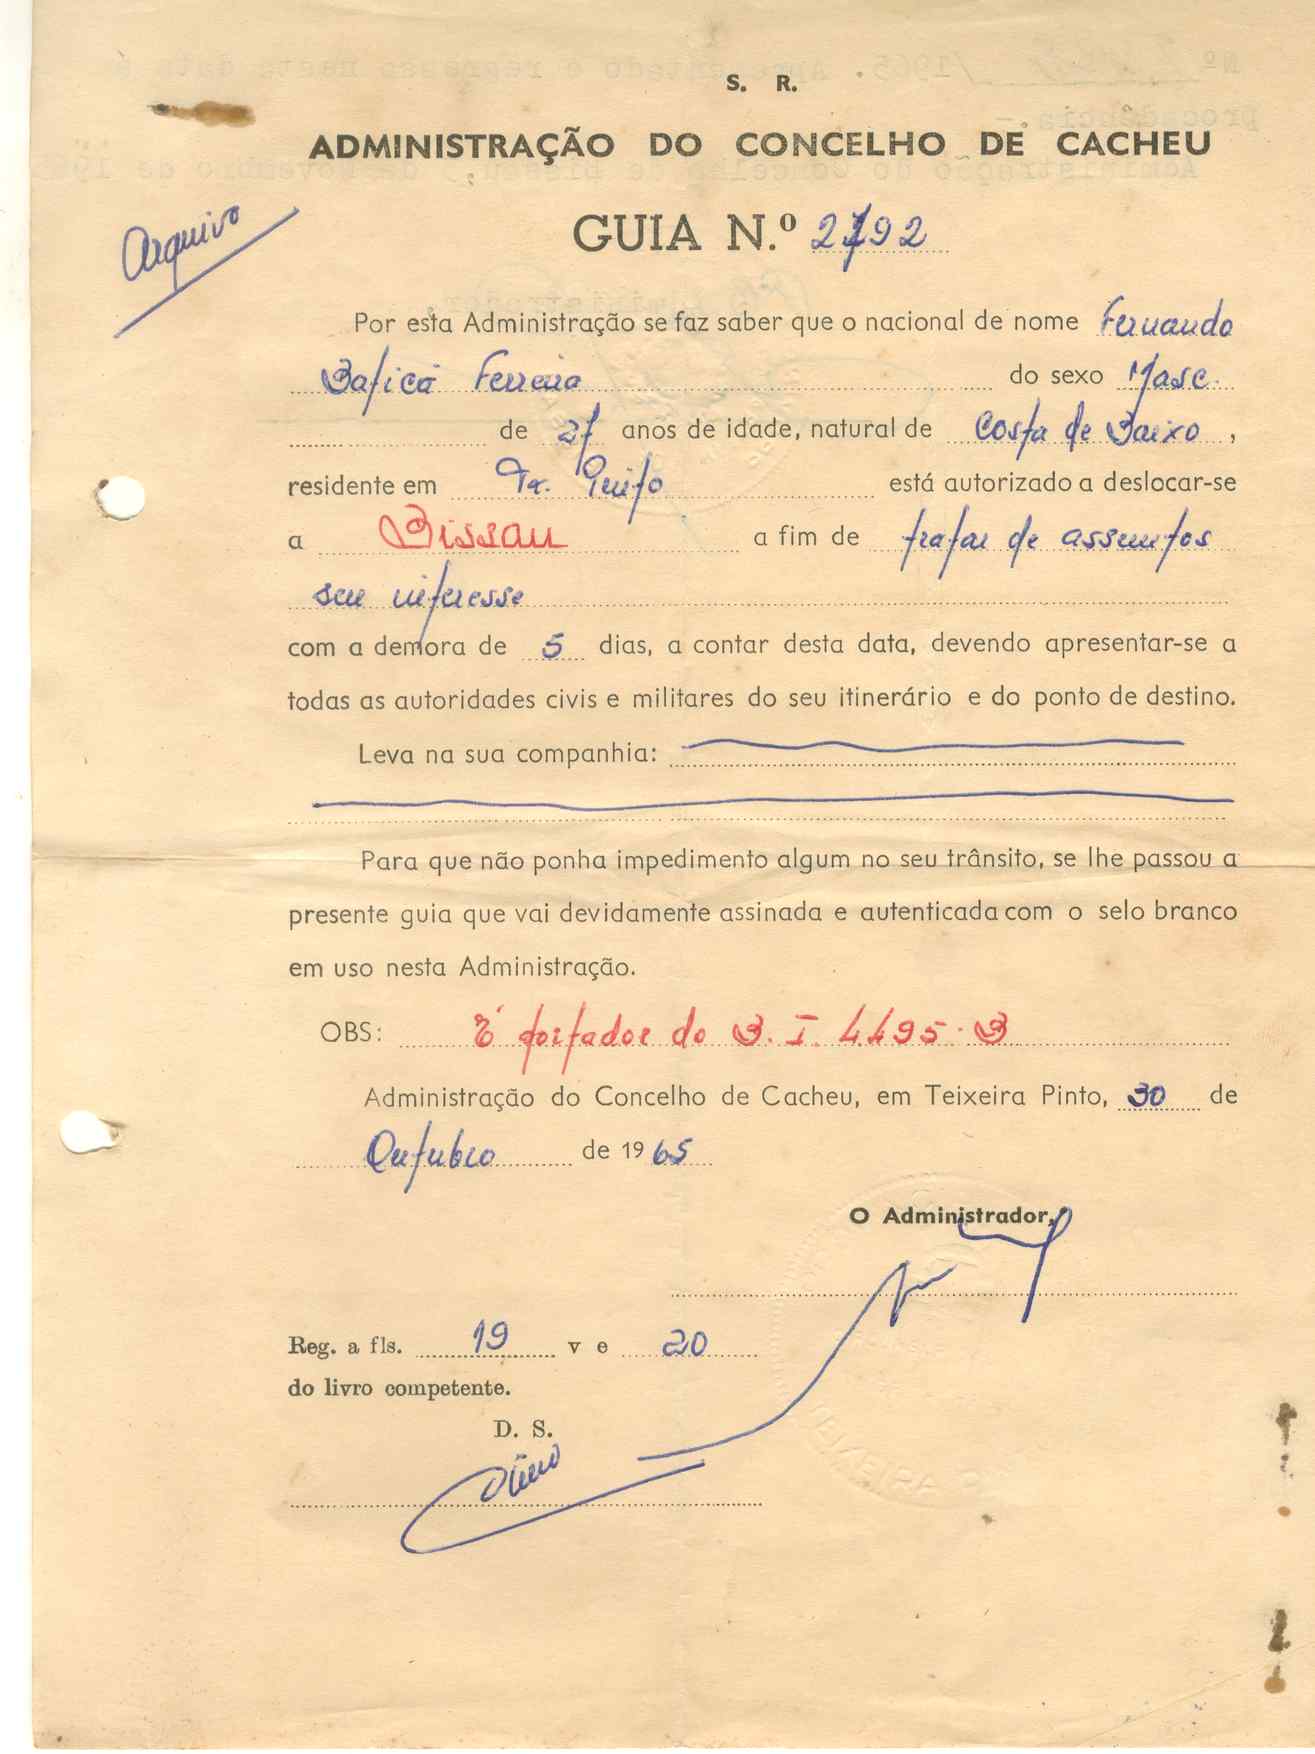 S. R.
ADMINISTRAÇÃO DO CONCELHO DE CACHEU
Arquivo
GUIA N.º 2792
Por esta Administração se faz saber que o nacional de nome Fernando
Baficá Ferreira do sexo Masc.
de 27 anos de idade, natural de Costa de Baixo,
residente em Tx. está autorizado a deslocar-se
a Bissau a fim de tratar de assuntos
seu interesse
com a demora de 5 dias, a contar desta data, devendo apresentar-se a
todas as autoridades civis e militares do seu itinerário e do ponto de destino.
Leva na sua companhia:
Para que não ponha impedimento algum no seu trânsito, se lhe passou a
presente guia que vai devidamente assinada e autenticada com o selo branco
em uso nesta Administração.
OBS: É portador do B. I. 4495-B
Administração do Concelho de Cacheu, em Teixeira Pinto, 30 de
Outubro de 1965
O Administrador,
Reg. a fls. 19 v e 20
do livro competente.
D. S.